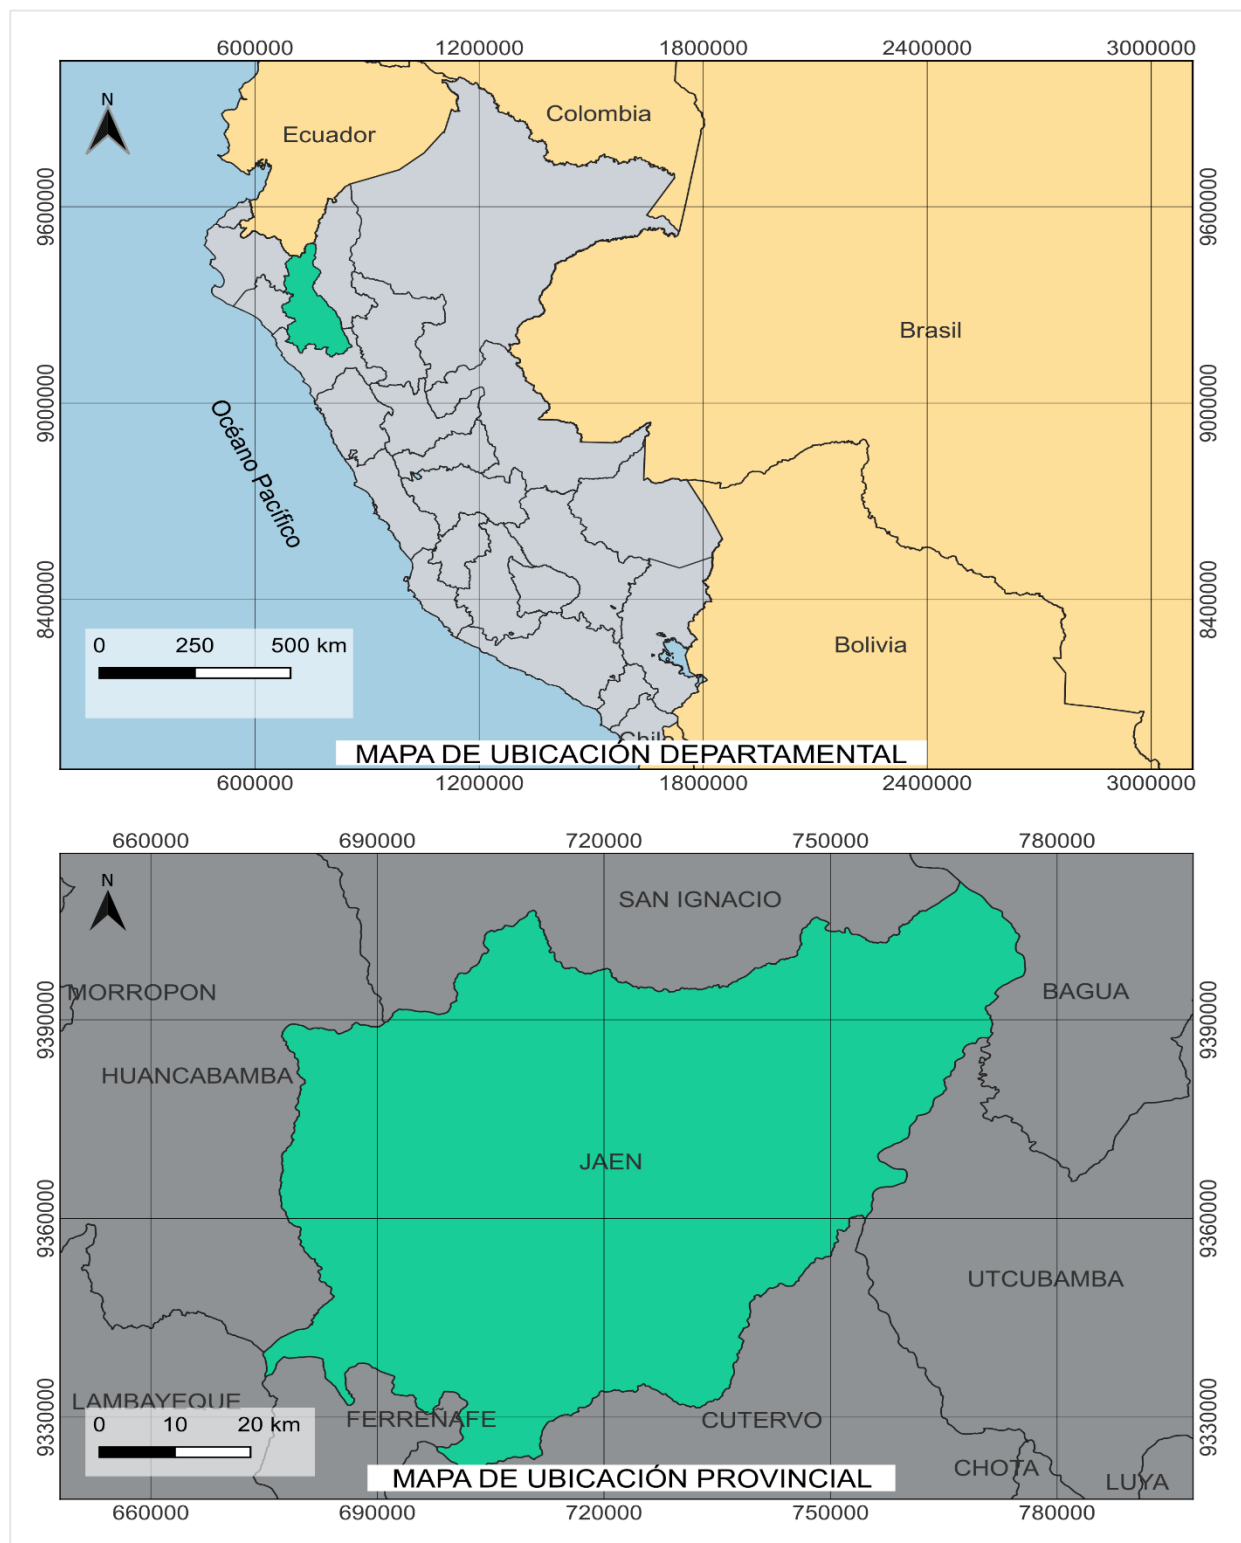 600000 1200000 1800000 2400000 3000000
N
Colombia
Ecuador
9600000 9600000
Brasil
9000000 9000000
Océano Pacífico
8400000 8400000
0 250 500 km
Bolivia
Chile
MAPA DE UBICACIÓN DEPARTAMENTAL
600000 1200000 1800000 2400000 3000000
660000 690000 720000 750000 780000
N
SAN IGNACIO
MORROPON
BAGUA
9390000 9390000
HUANCABAMBA
JAEN
9360000 9360000
UTCUBAMBA
LAMBAYEQUE
FERREÑAFE
CUTERVO
9330000 9330000
0 10 20 km
CHOTA
LUYA
MAPA DE UBICACIÓN PROVINCIAL
660000 690000 720000 750000 780000